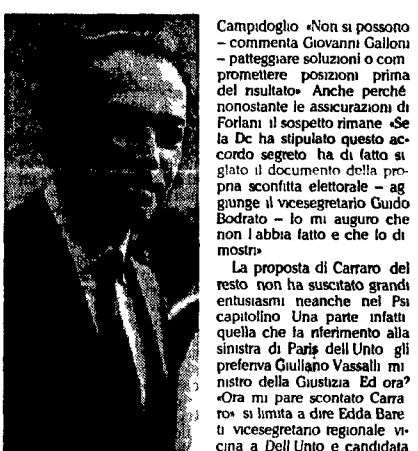 Campidoglio «Non si possono
– commenta Giovanni Galloni
– patteggiare soluzioni o com
promettere posizioni prima
del risultato» Anche perché
nonostante le assicurazioni di
Forlani il sospetto rimane «Se
la Dc ha stipulato questo ac-
cordo segreto ha di fatto si
glato il documento della pro-
pria sconfitta elettorale – ag
giunge il vicesegretario Guido
Bodrato – Io mi auguro che
non l abbia fatto e che lo di
mostri»
La proposta di Carraro del
resto non ha suscitato grandi
entusiasmi neanche nel Psi
capitolino Una parte infatti
quella che fa riferimento alla
sinistra di Paris dell Unto gli
preferiva Giuliano Vassalli mi
nistro della Giustizia Ed ora?
«Ora mi pare scontato Carra
ro» si limita a dire Edda Bare
ti vicesegretano regionale vi-
cina a Dell Unto e candidata